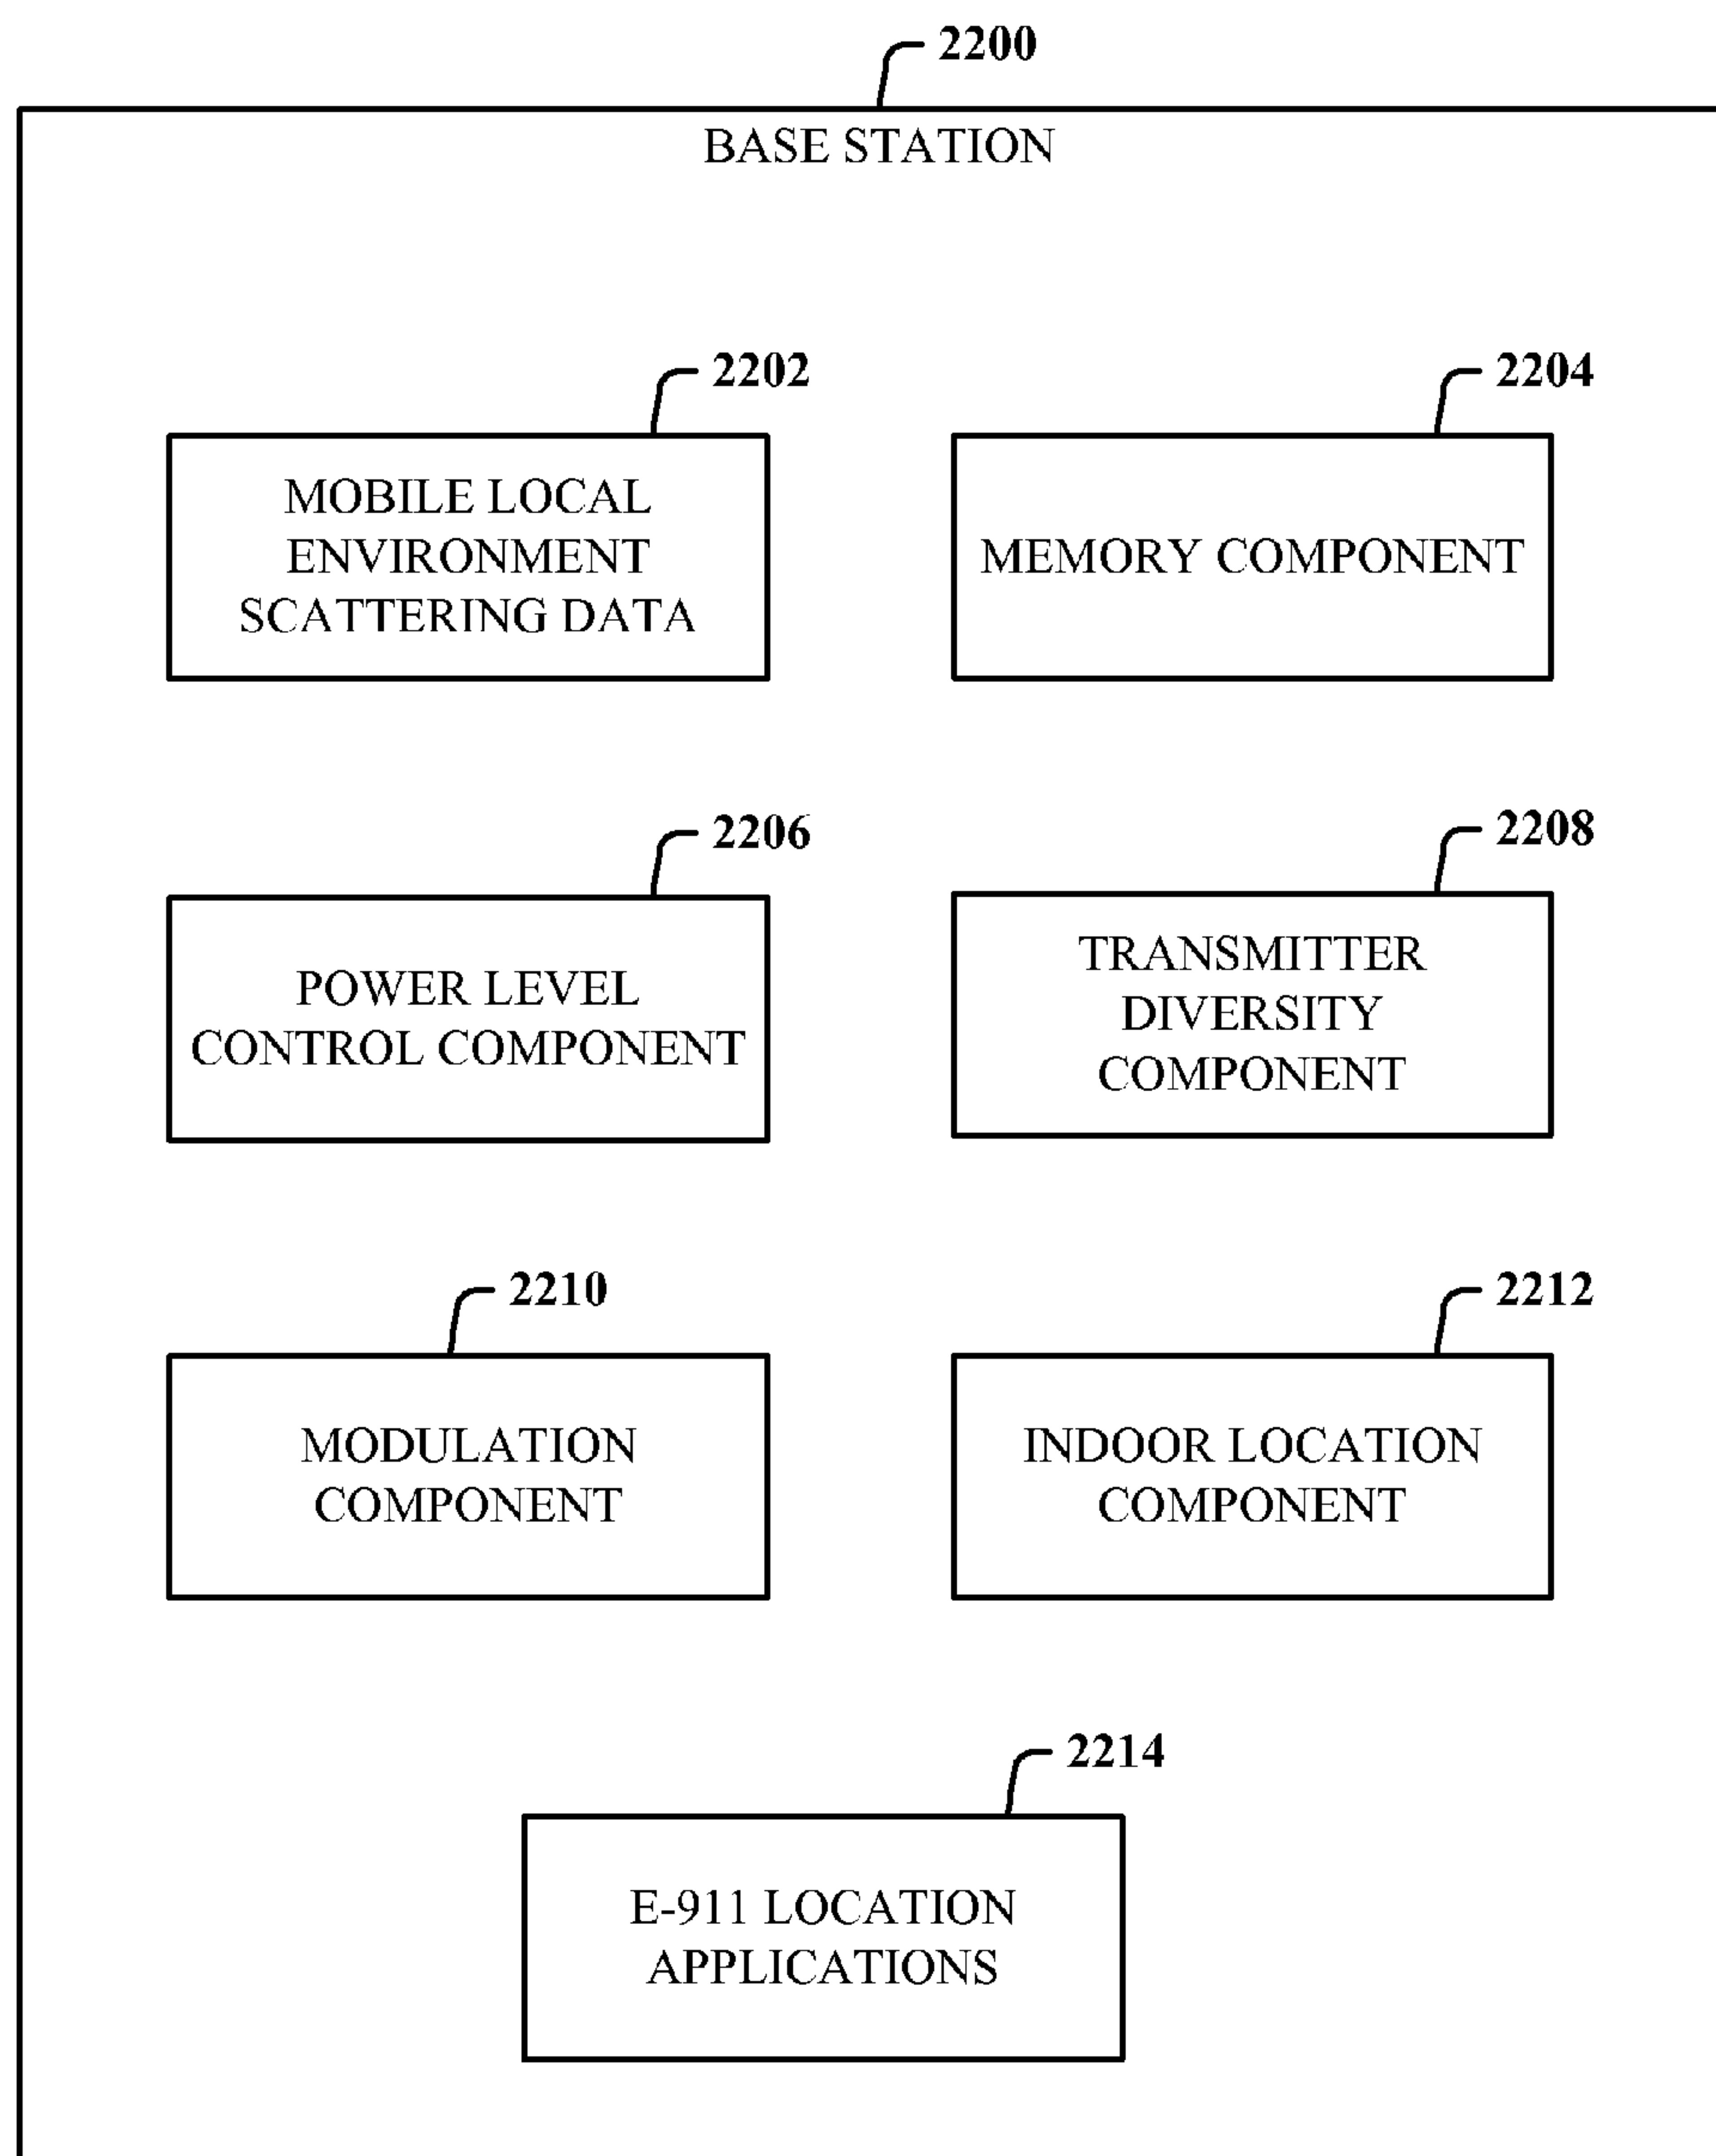 2200
BASE STATION
2202
2204
MOBILE LOCAL
ENVIRONMENT
SCATTERING DATA
MEMORY COMPONENT
2206
2208
POWER LEVEL
CONTROL COMPONENT
TRANSMITTER
DIVERSITY
COMPONENT
2210
2212
MODULATION
COMPONENT
INDOOR LOCATION
COMPONENT
2214
E-911 LOCATION
APPLICATIONS